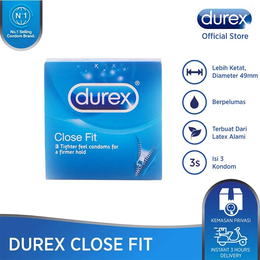 N°1
No.1 Selling
Condom Brand.
durex
Official Store
durex
Close Fit
3 Tighter feel condoms for
a firmer hold
Lebih Ketat,
Diameter 49mm
Berpelumas
Terbuat Dari
Latex Alami
3s
Isi 3
Kondom
KEMASAN PRIVASI
INSTANT 3 HOURS
DELIVERY
DUREX CLOSE FIT